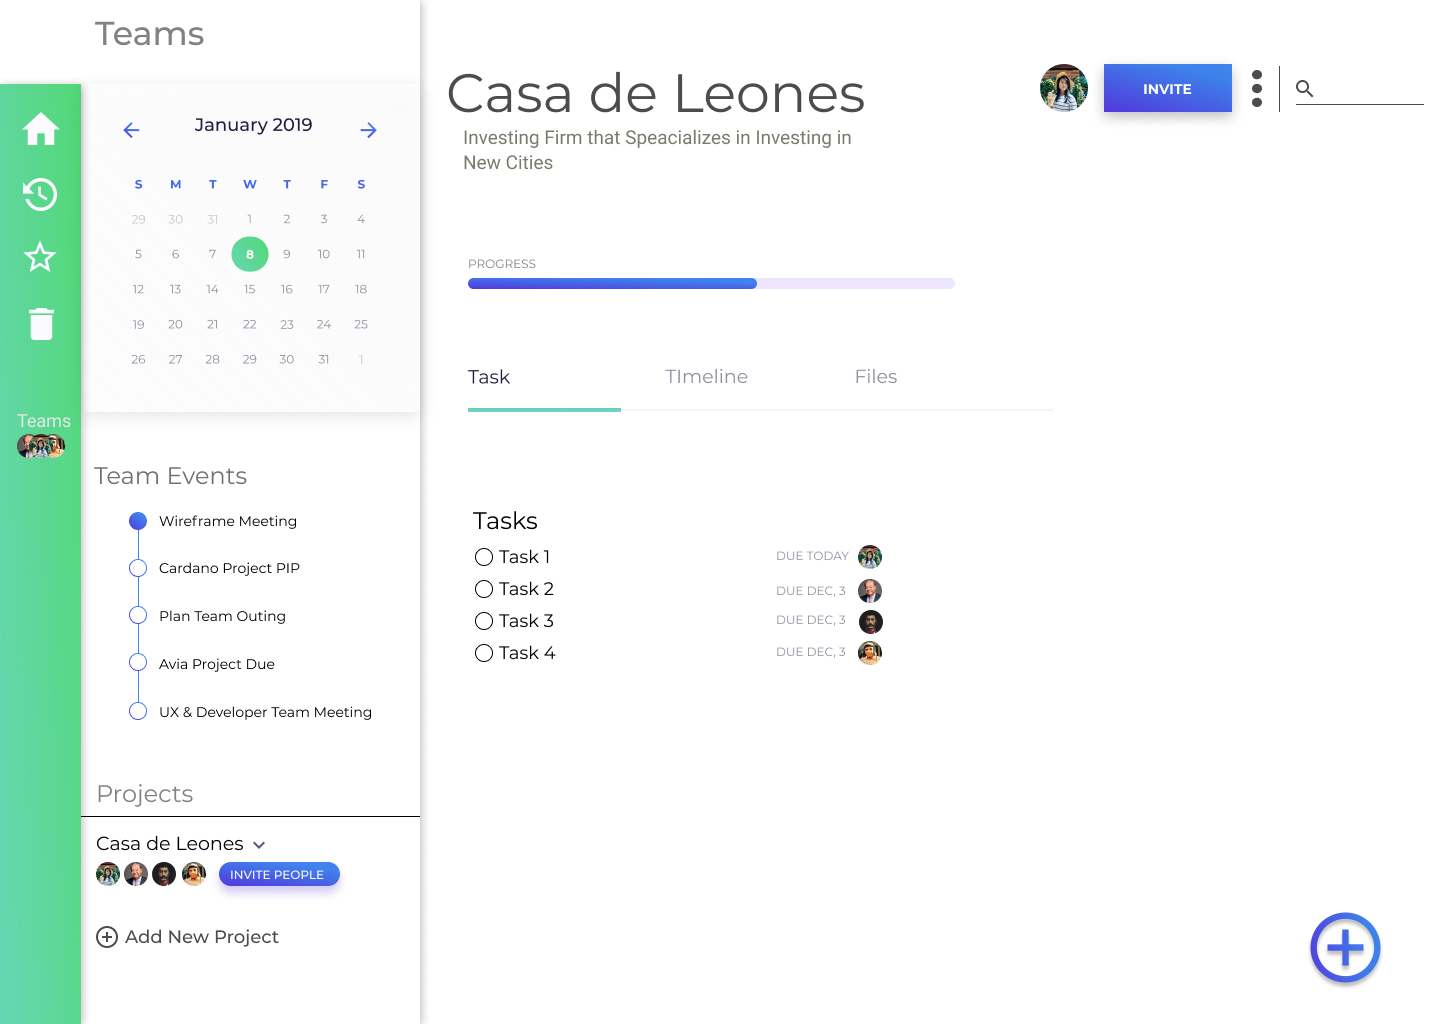 Teams
January 2019
S M T W T F S
29 30 31 1 2 3 4
5 6 7 8 9 10 11
12 13 14 15 16 17 18
19 20 21 22 23 24 25
26 27 28 29 30 31 1
Teams
Team Events
Wireframe Meeting
Cardano Project PIP
Plan Team Outing
Avia Project Due
UX & Developer Team Meeting
Projects
Casa de Leones
INVITE PEOPLE
Add New Project
Casa de Leones
Investing Firm that Speacializes in Investing in
New Cities
INVITE
PROGRESS
Task TImeline Files
Tasks
Task 1 DUE TODAY
Task 2 DUE DEC, 3
Task 3 DUE DEC, 3
Task 4 DUE DEC, 3